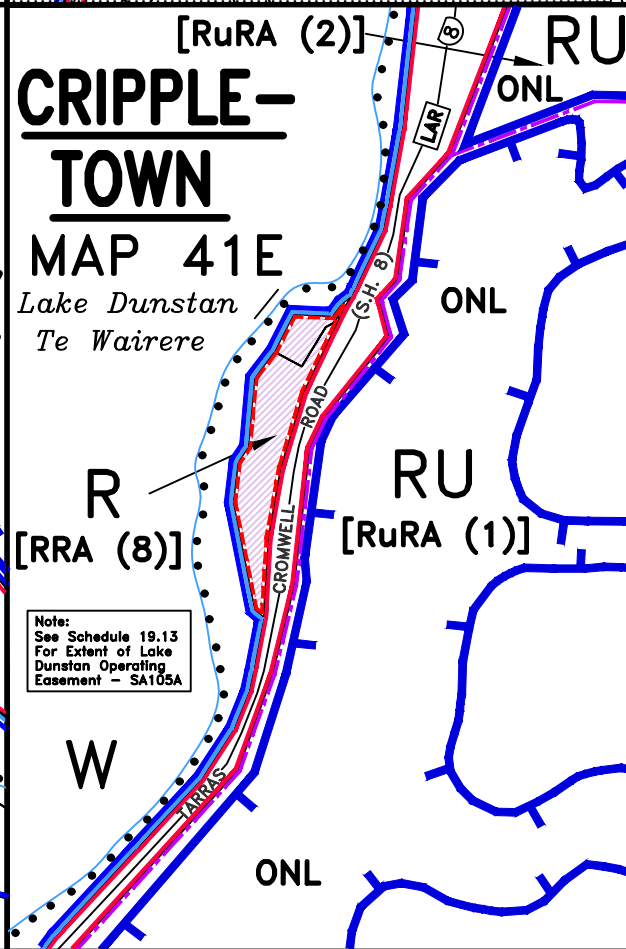 [RuRA (2)]
RU
8
ONL
CRIPPLE-
TOWN
LAR
MAP 41E
Lake Dunstan
Te Wairere
(S.H. 8)
ONL
ROAD
R
[RRA (8)]
RU
[RuRA (1)]
CROMWELL
Note:
See Schedule 19.13
For Extent of Lake
Dunstan Operating
Easement - SA105A
W
TARRAS
ONL